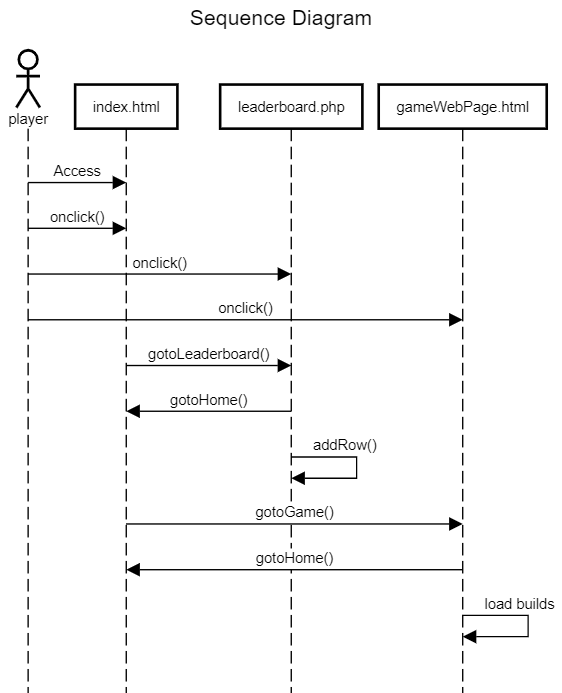 Sequence Diagram
player
index.html
leaderboard.php
gameWebPage.html
Access
onclick()
onclick()
onclick()
gotoLeaderboard()
gotoHome()
addRow()
gotoGame()
gotoHome()
load builds